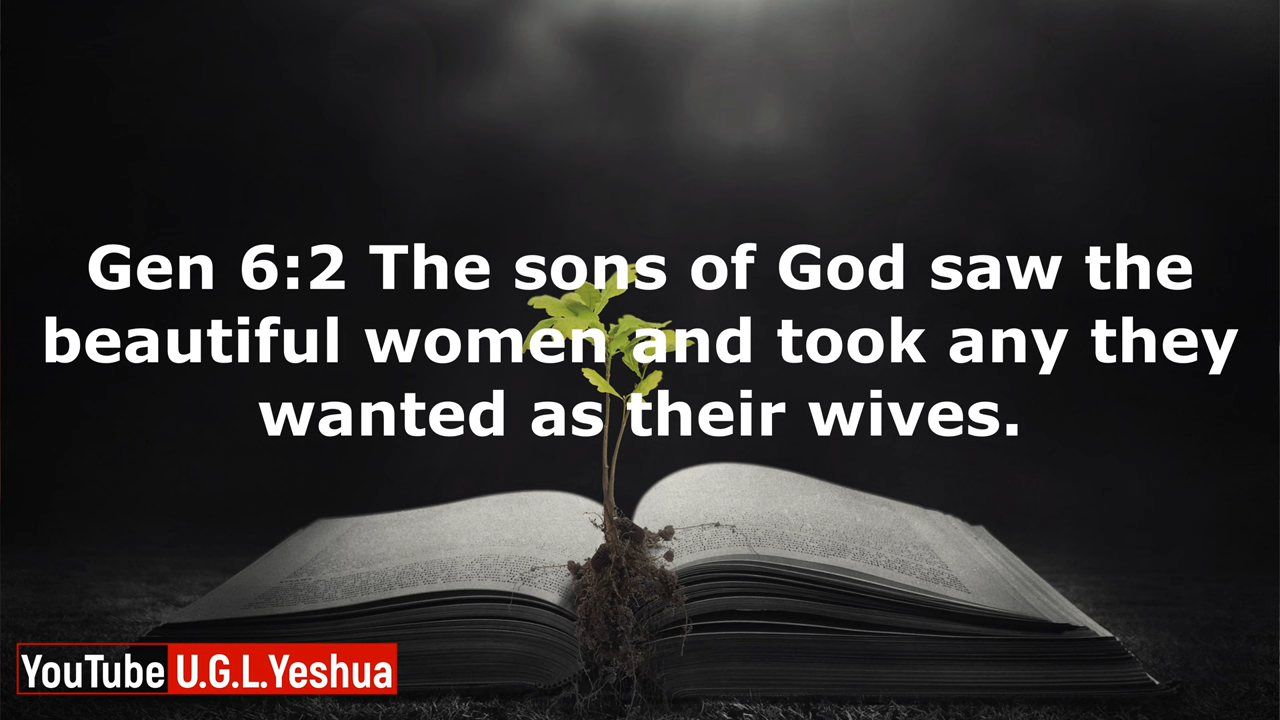 Gen 6:2 The sons of God saw the
beautiful women and took any they
wanted as their wives.
YouTube U.G.L.Yeshua